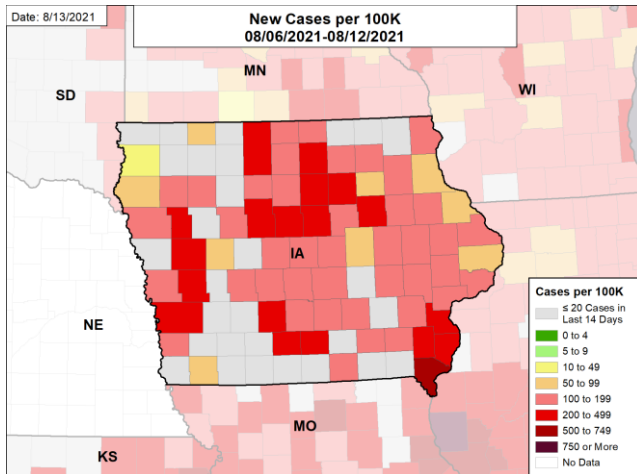 Date: 8/13/2021
New Cases per 100K
08/06/2021-08/12/2021
MN
SD
WI
IA
NE
MO
KS
Cases per 100K
≤ 20 Cases in
Last 14 Days
0 to 4
5 to 9
10 to 49
50 to 99
100 to 199
200 to 499
500 to 749
750 or More
No Data